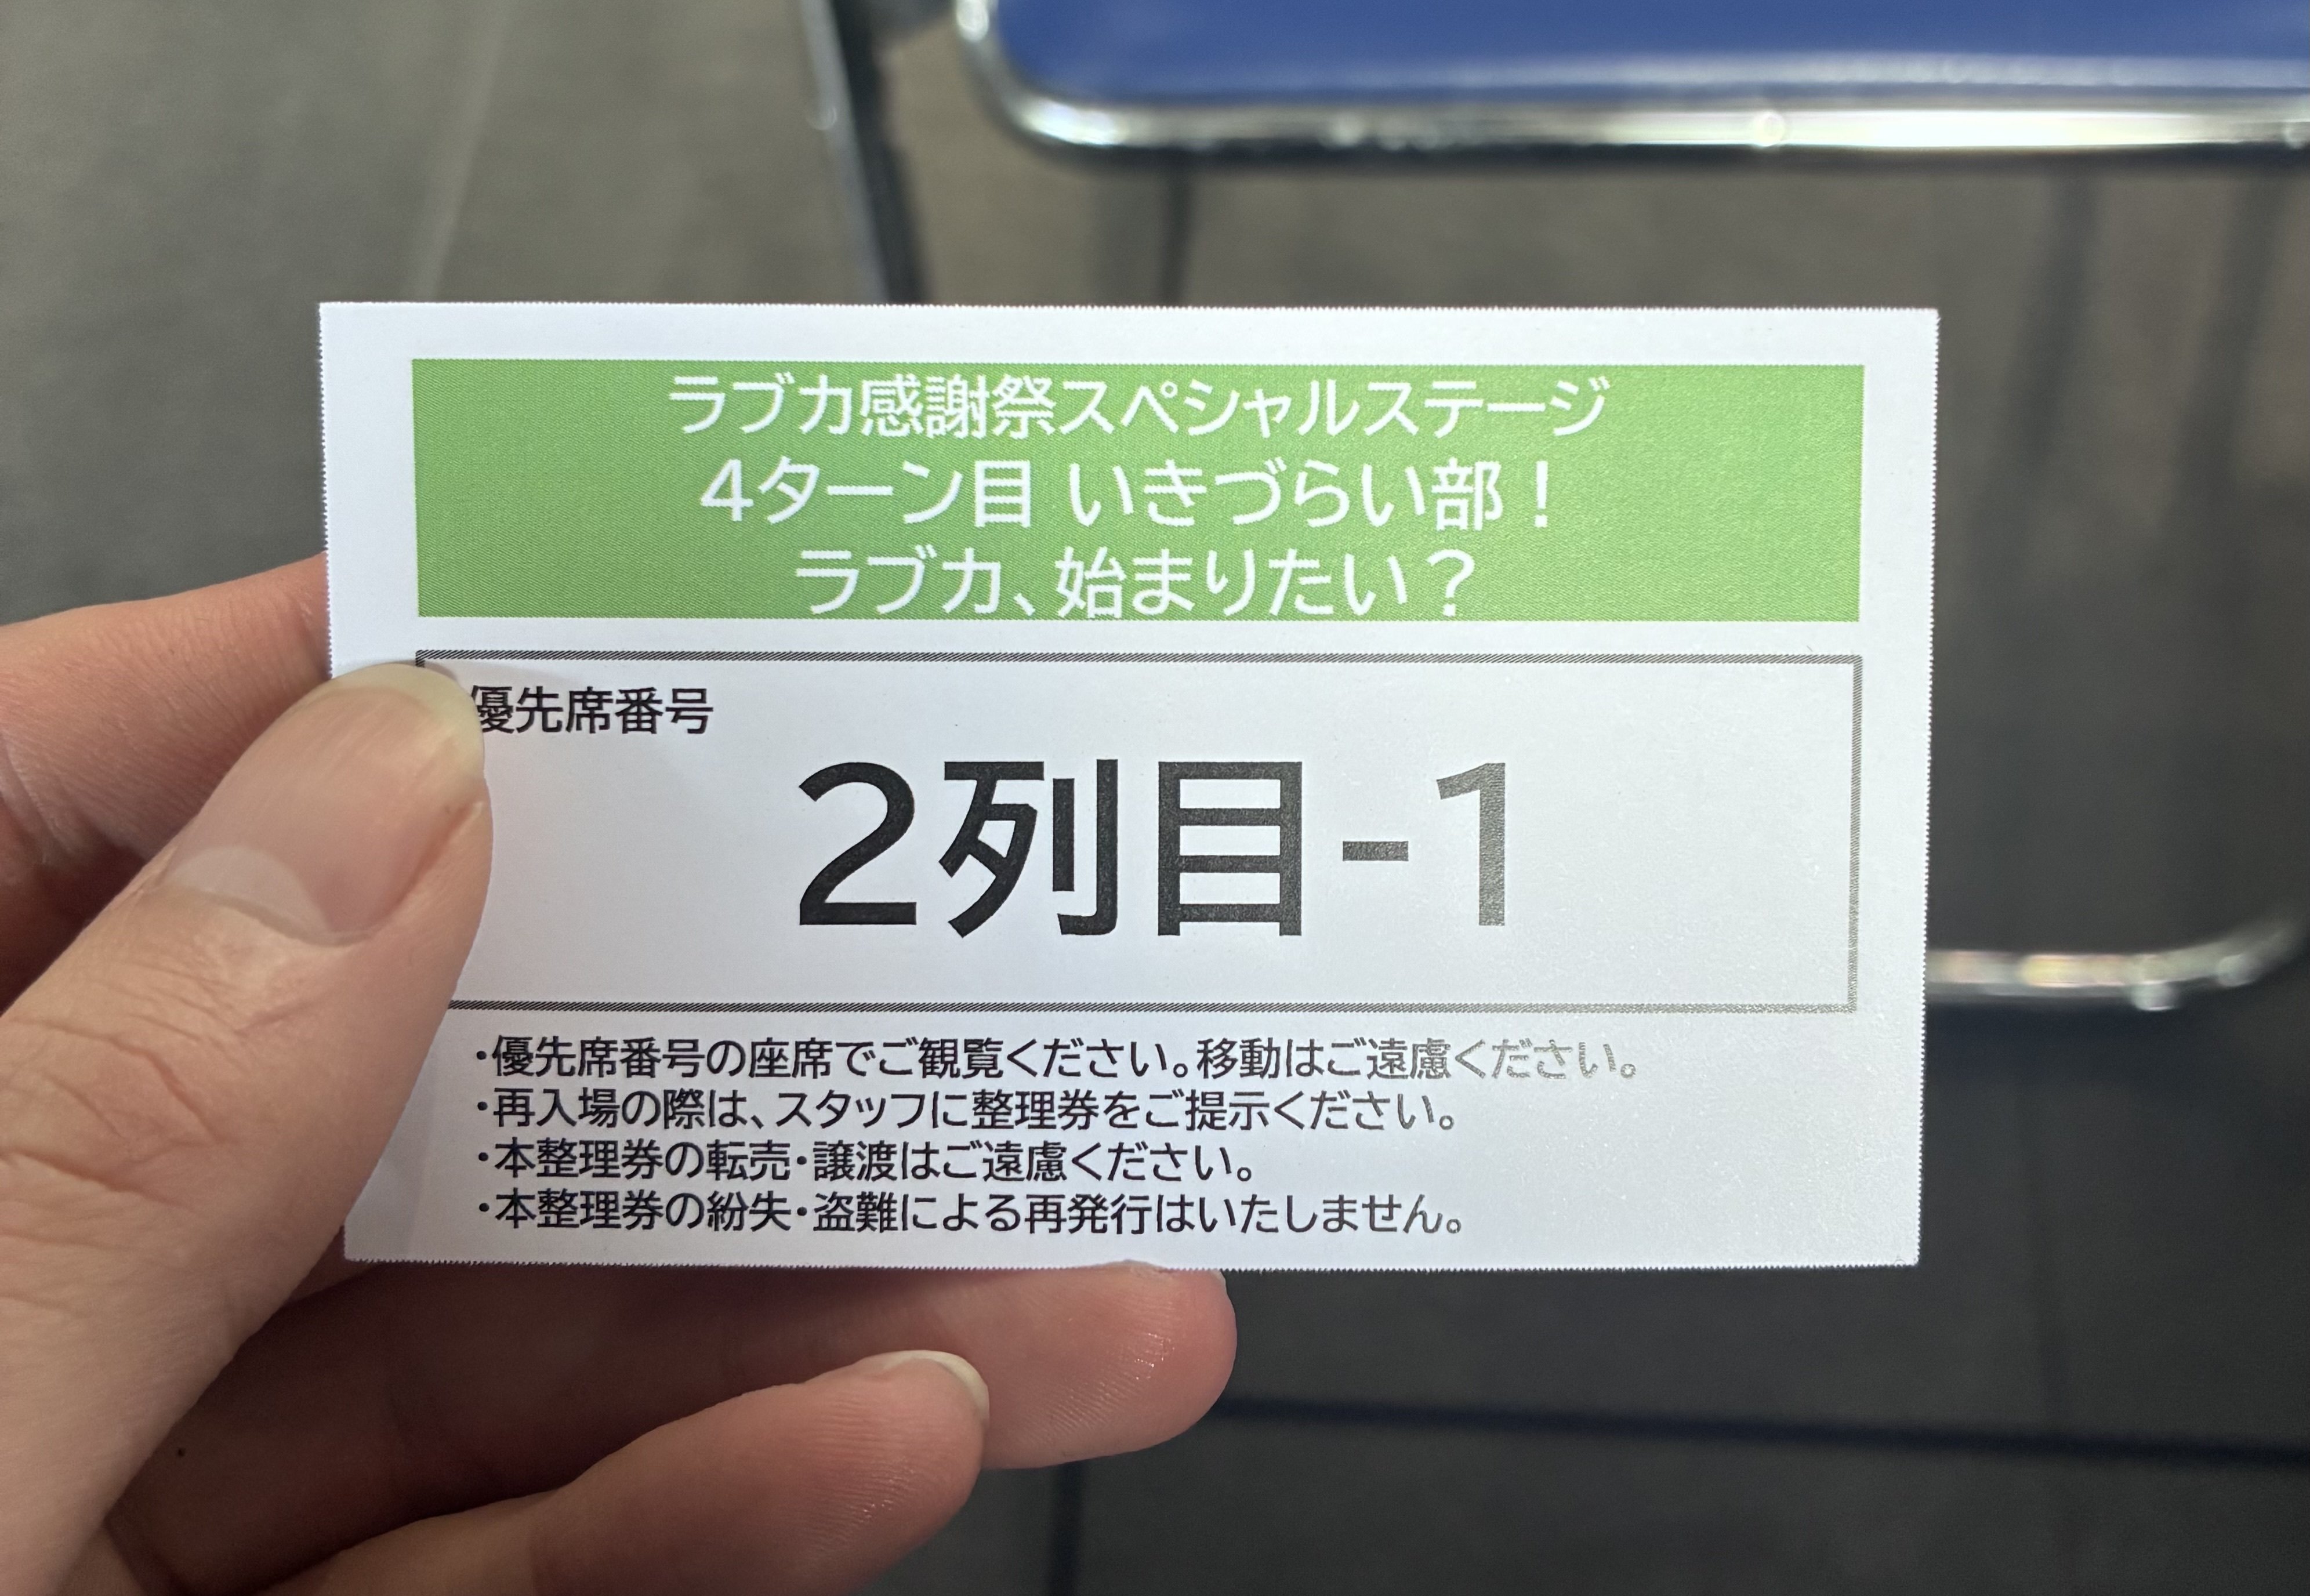 ラブカ感謝祭スペシャルステージ
4ターン目 いきづらい部！
ラブカ、始まりたい？
優先席番号
2列目-1
・優先席番号の座席でご観覧ください。移動はご遠慮ください。
・再入場の際は、スタッフに整理券をご提示ください。
・本整理券の転売・譲渡はご遠慮ください。
・本整理券の紛失・盗難による再発行はいたしません。